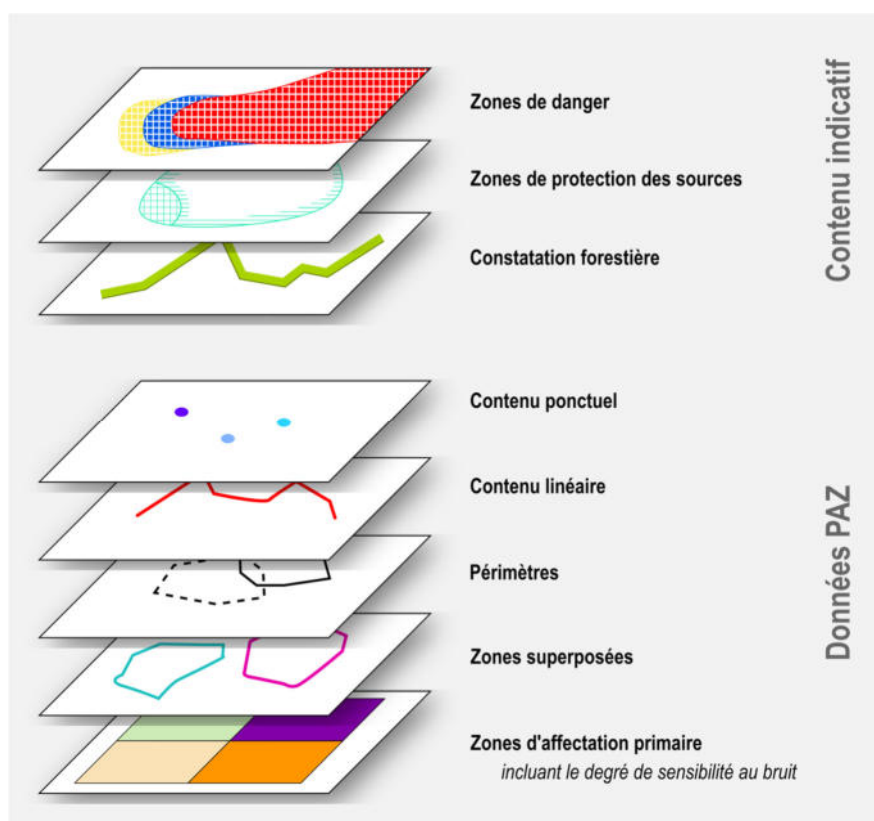 Zones de danger
Zones de protection des sources
Constatation forestière
Contenu indicatif
Contenu ponctuel
Contenu linéaire
Périmètres
Zones superposées
Zones d'affectation primaire
incluant le degré de sensibilité au bruit
Données PAZ